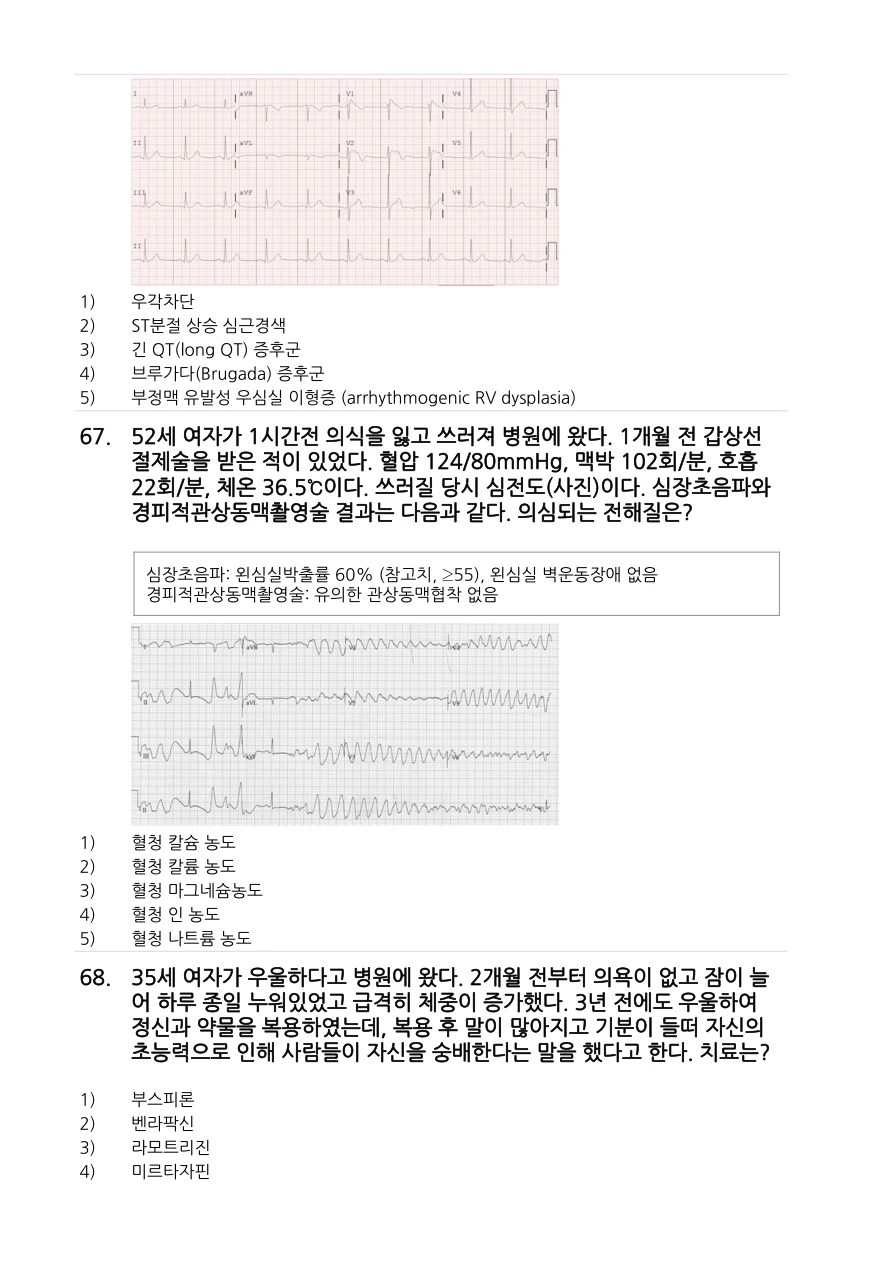 I aVR V1 V4
II aVL V2 V5
III aVF V3 V6
II
1) 우각차단
2) ST분절 상승 심근경색
3) 긴 QT(long QT) 증후군
4) 브루가다(Brugada) 증후군
5) 부정맥 유발성 우심실 이형증 (arrhythmogenic RV dysplasia)
67. 52세 여자가 1시간전 의식을 잃고 쓰러져 병원에 왔다. 1개월 전 갑상선
절제술을 받은 적이 있었다. 혈압 124/80mmHg, 맥박 102회/분, 호흡
22회/분, 체온 36.5℃이다. 쓰러질 당시 심전도(사진)이다. 심장초음파와
경피적관상동맥촬영술 결과는 다음과 같다. 의심되는 전해질은?
심장초음파: 왼심실박출률 60% (참고치, ≥55), 왼심실 벽운동장애 없음
경피적관상동맥촬영술: 유의한 관상동맥협착 없음
I aVR
II aVL
III
II
1) 혈청 칼슘 농도
2) 혈청 칼륨 농도
3) 혈청 마그네슘농도
4) 혈청 인 농도
5) 혈청 나트륨 농도
68. 35세 여자가 우울하다고 병원에 왔다. 2개월 전부터 의욕이 없고 잠이 늘
어 하루 종일 누워있었고 급격히 체중이 증가했다. 3년 전에도 우울하여
정신과 약물을 복용하였는데, 복용 후 말이 많아지고 기분이 들떠 자신의
초능력으로 인해 사람들이 자신을 숭배한다는 말을 했다고 한다. 치료는?
1) 부스피론
2) 벤라팍신
3) 라모트리진
4) 미르타자핀